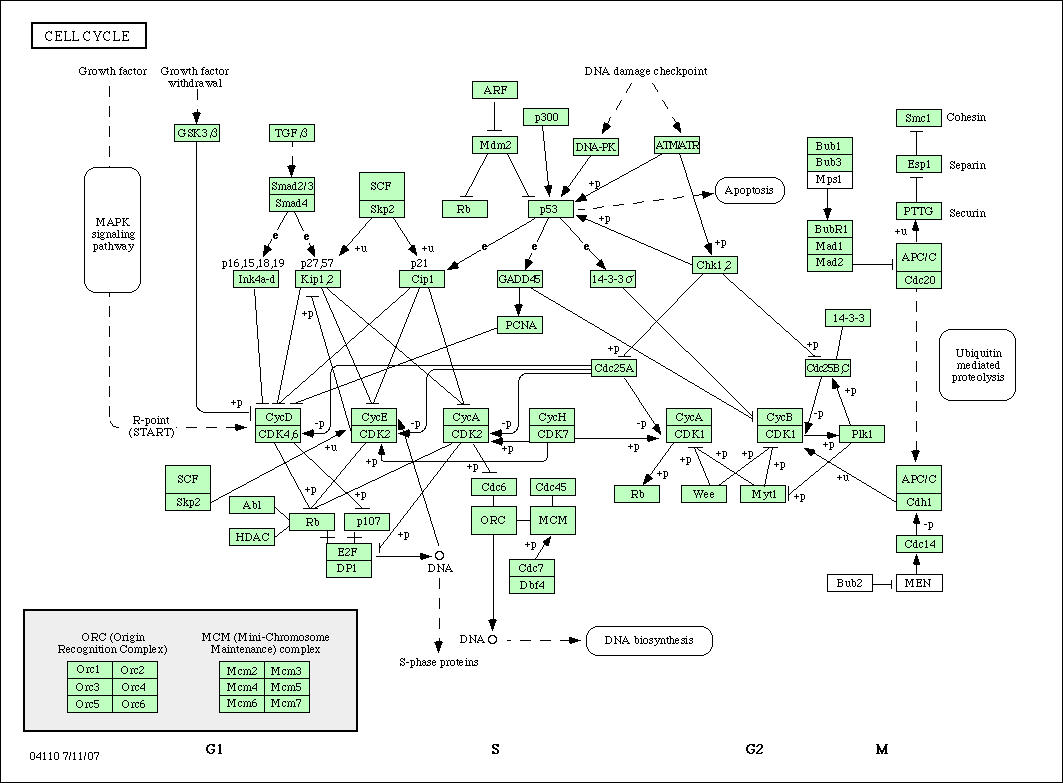 CELL CYCLE
Growth factor
Growth factor
withdrawal
DNA damage checkpoint
ARF
p300
Smc1
Cohesin
GSK3β
TGFβ
Mdm2
DNA-PK
ATM/ATR
Bub1
Bub3
Mps1
Esp1
Separin
+p
Smad2/3
Smad4
SCF
Skp2
Rb
p53
Apoptosis
PTTG
Securin
MAPK
signaling
pathway
+p
+u
BubR1
Mad1
Mad2
e
e
+u
+u
e
e
e
+p
APC/C
Cdc20
p16,15,18,19
Ink4a-d
p27,57
Kip1,2
p21
Cip1
GADD45
14-3-3σ
Chk1,2
+p
PCNA
14-3-3
+p
+p
Ubiquitin
mediated
proteolysis
Cdc25A
Cdc25B,C
+p
+p
R-point
(START)
CycD
CDK4,6
-p
CycE
CDK2
-p
CycA
CDK2
-p
CycH
CDK7
-p
CycA
CDK1
CycB
CDK1
-p
+p
Plk1
+u
+p
+p
+p
+p
+p
+u
SCF
Skp2
+p
+p
Cdc6
Cdc45
Rb
Wee
Myt1
+p
APC/C
Cdh1
Abl
HDAC
Rb
p107
ORC
MCM
-p
+p
+p
E2F
DP1
DNA
Cdc7
Dbf4
Cdc14
Bub2
MEN
DNA
DNA biosynthesis
S-phase proteins
ORC (Origin
Recognition Complex)
MCM (Mini-Chromosome
Maintenance) complex
Orc1 Orc2
Orc3 Orc4
Orc5 Orc6
Mcm2 Mcm3
Mcm4 Mcm5
Mcm6 Mcm7
04110 7/11/07
G1
S
G2
M